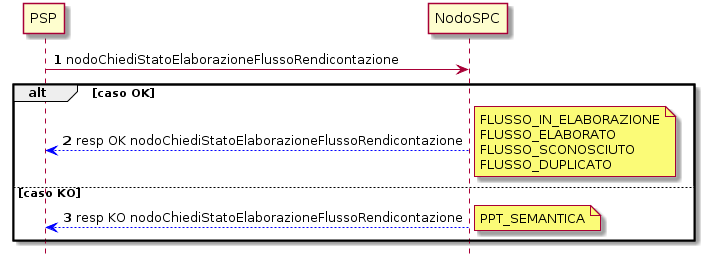 PSP
NodoSPC
1 nodoChiediStatoElaborazioneFlussoRendicontazione
alt [caso OK]
FLUSSO_IN_ELABORAZIONE
FLUSSO_ELABORATO
FLUSSO_SCONOSCIUTO
FLUSSO_DUPLICATO
2 resp OK nodoChiediStatoElaborazioneFlussoRendicontazione
[caso KO]
3 resp KO nodoChiediStatoElaborazioneFlussoRendicontazione
PPT_SEMANTICA